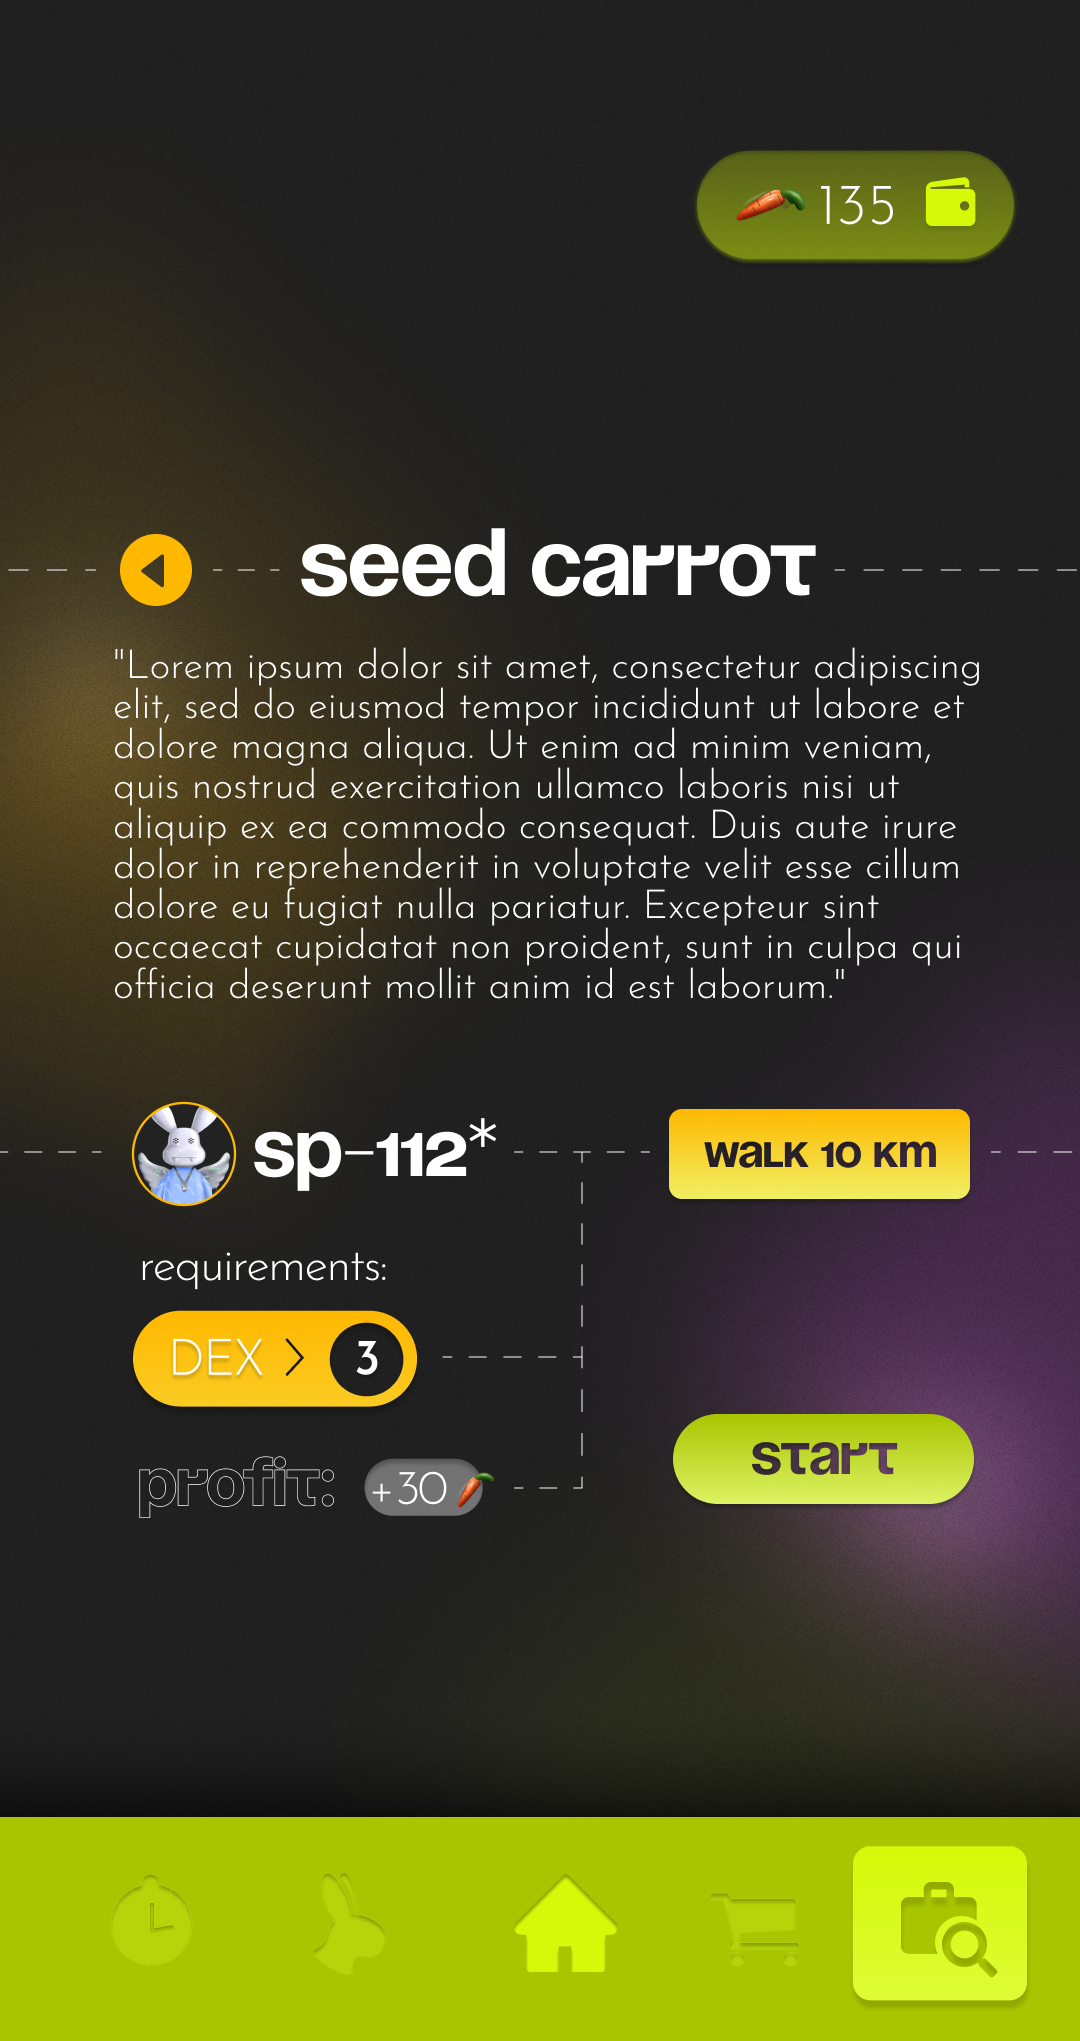 135
seed carrot
"Lorem ipsum dolor sit amet, consectetur adipiscing
elit, sed do eiusmod tempor incididunt ut labore et
dolore magna aliqua. Ut enim ad minim veniam,
quis nostrud exercitation ullamco laboris nisi ut
aliquip ex ea commodo consequat. Duis aute irure
dolor in reprehenderit in voluptate velit esse cillum
dolore eu fugiat nulla pariatur. Excepteur sint
occaecat cupidatat non proident, sunt in culpa qui
officia deserunt mollit anim id est laborum."
sp-112*
walk 10 km
requirements:
DEX > 3
profit: +30
start